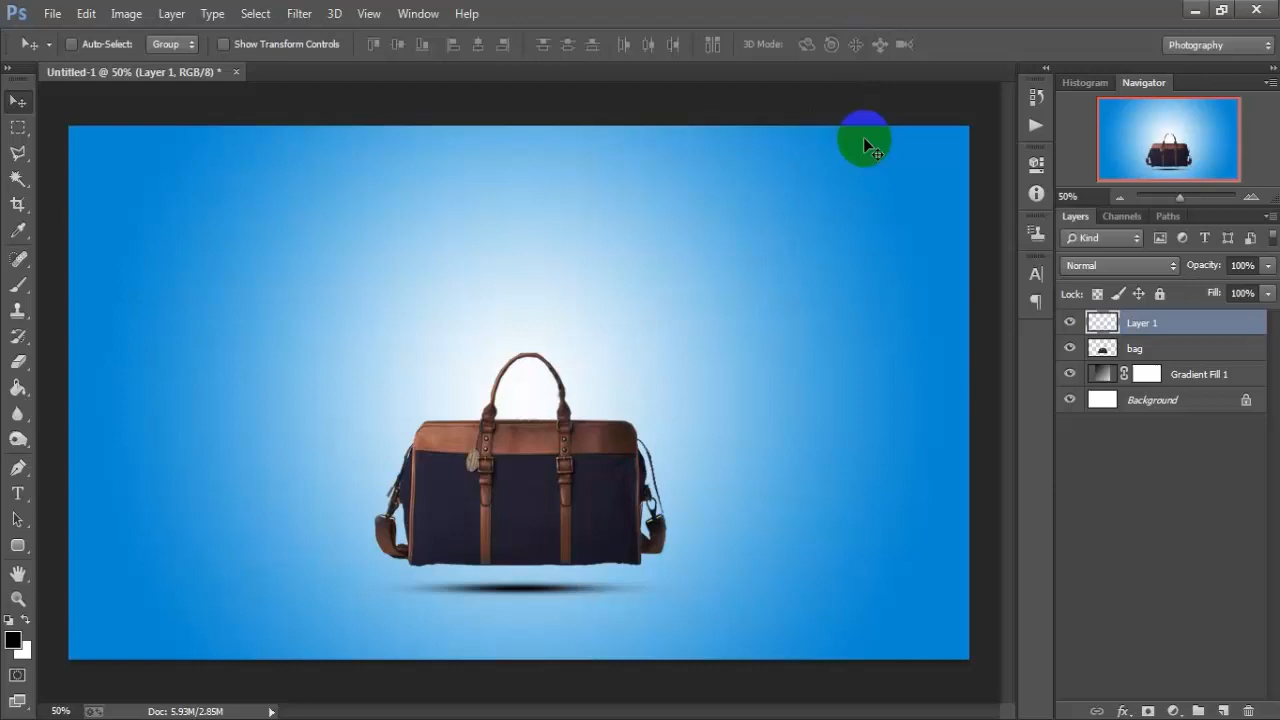 Ps File Edit Image Layer Type Select Filter 3D View Window Help
Auto-Select: Group Show Transform Controls 3D Mode: Photography
Untitled-1 @ 50% (Layer 1, RGB/8) * ×
Histogram Navigator
50%
Layers Channels Paths
Kind
Normal Opacity: 100%
Lock: Fill: 100%
Layer 1
bag
Gradient Fill 1
Background
50% Doc: 5.93M/2.85M